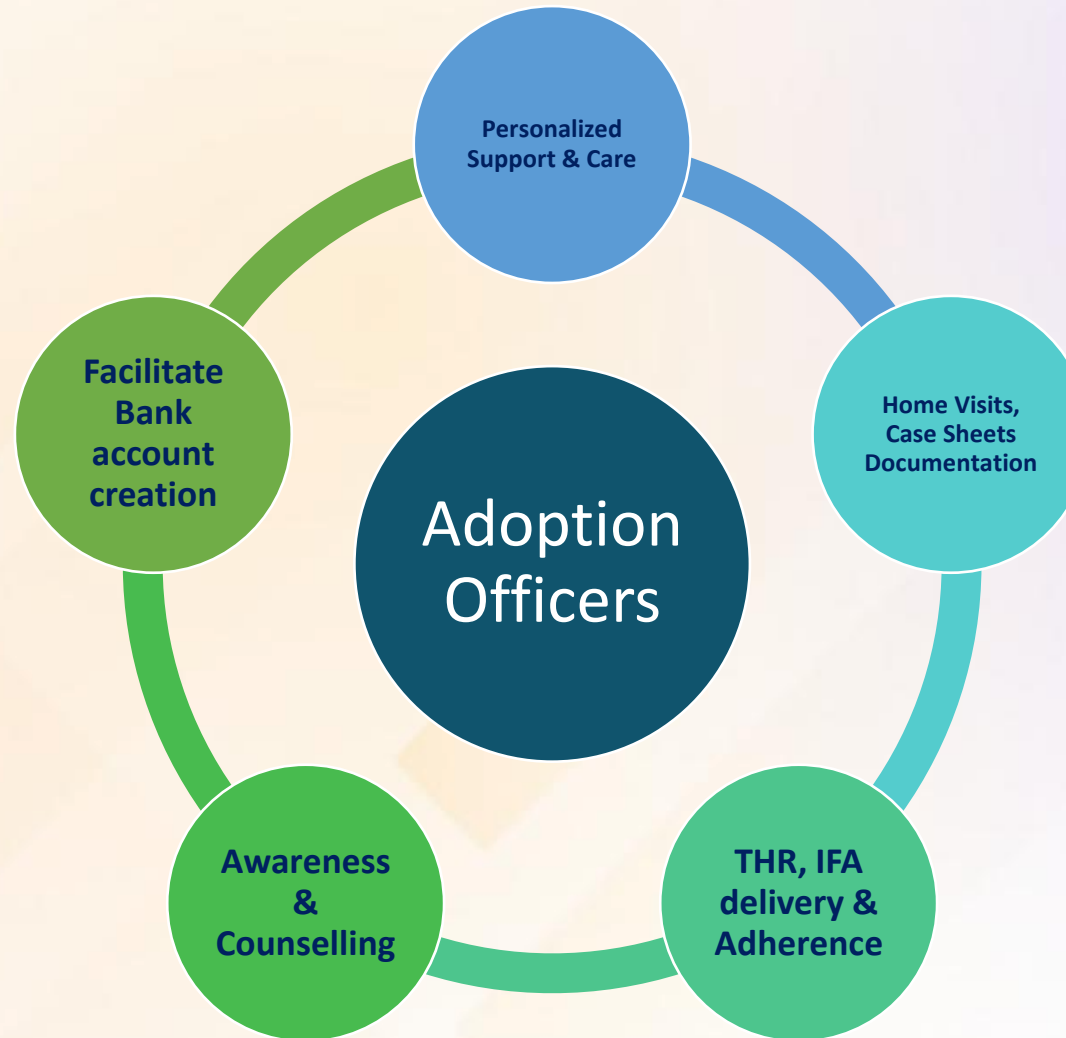 Personalized
Support & Care
Home Visits,
Case Sheets
Documentation
THR, IFA
delivery &
Adherence
Awareness
&
Counselling
Facilitate
Bank
account
creation
Adoption
Officers